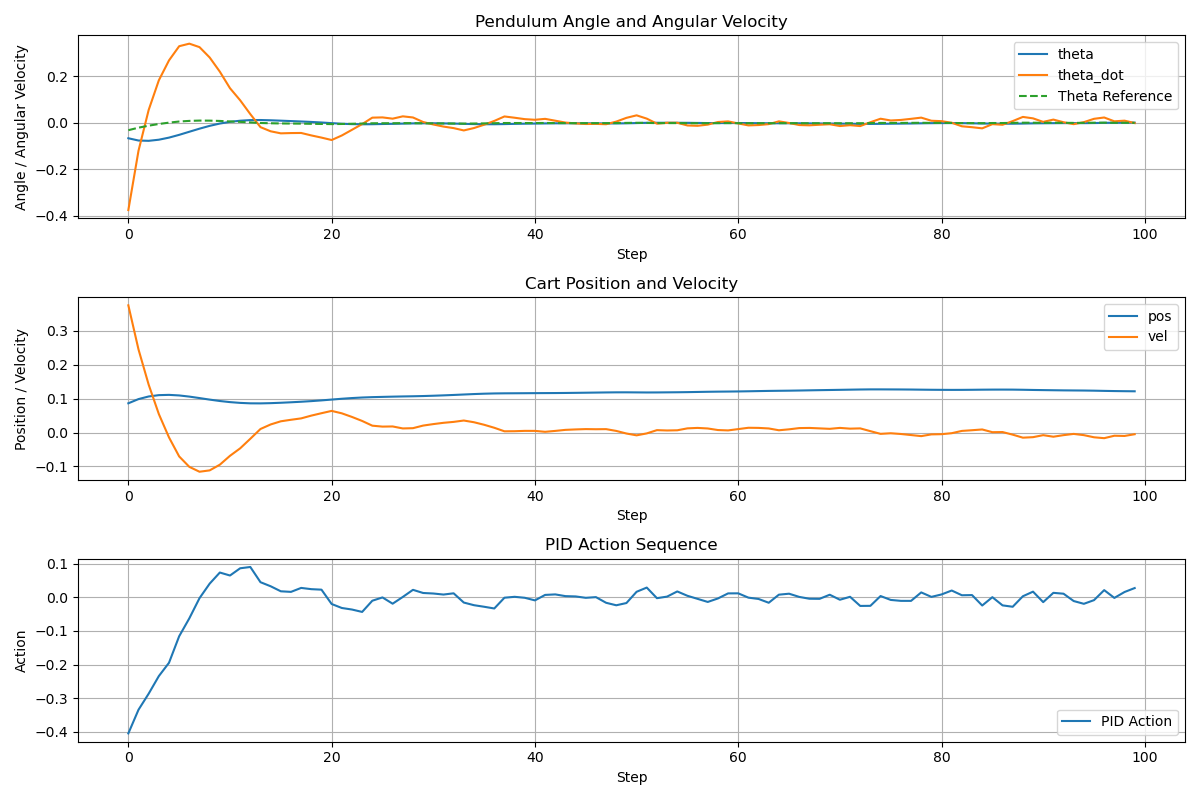 Pendulum Angle and Angular Velocity
Angle / Angular Velocity
0.2
0.0
−0.2
−0.4
theta
theta_dot
Theta Reference
0 20 40 60 80 100
Step
Cart Position and Velocity
Position / Velocity
0.3
0.2
0.1
0.0
−0.1
pos
vel
0 20 40 60 80 100
Step
PID Action Sequence
Action
0.1
0.0
−0.1
−0.2
−0.3
−0.4
PID Action
0 20 40 60 80 100
Step